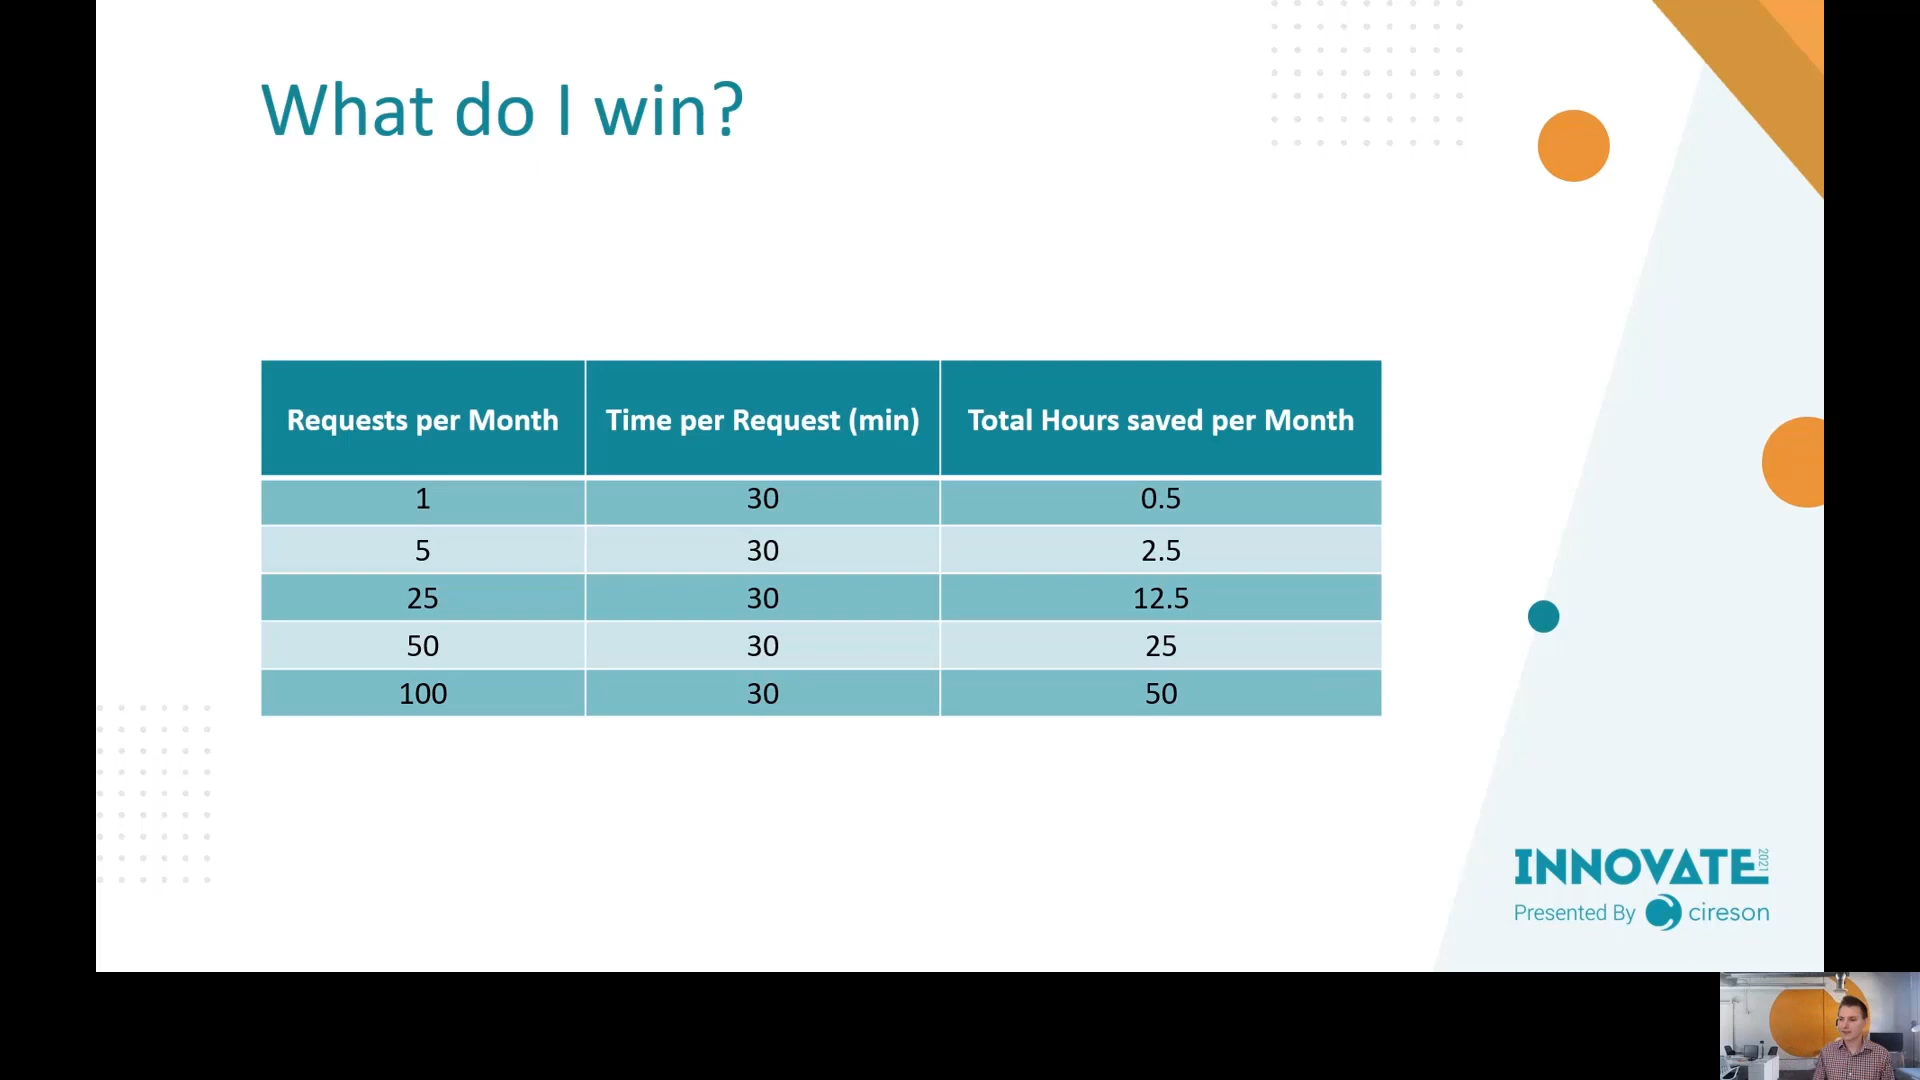 What do I win?
Requests per Month Time per Request (min) Total Hours saved per Month
1 30 0.5
5 30 2.5
25 30 12.5
50 30 25
100 30 50
INNOVATE 2021
Presented By cireson